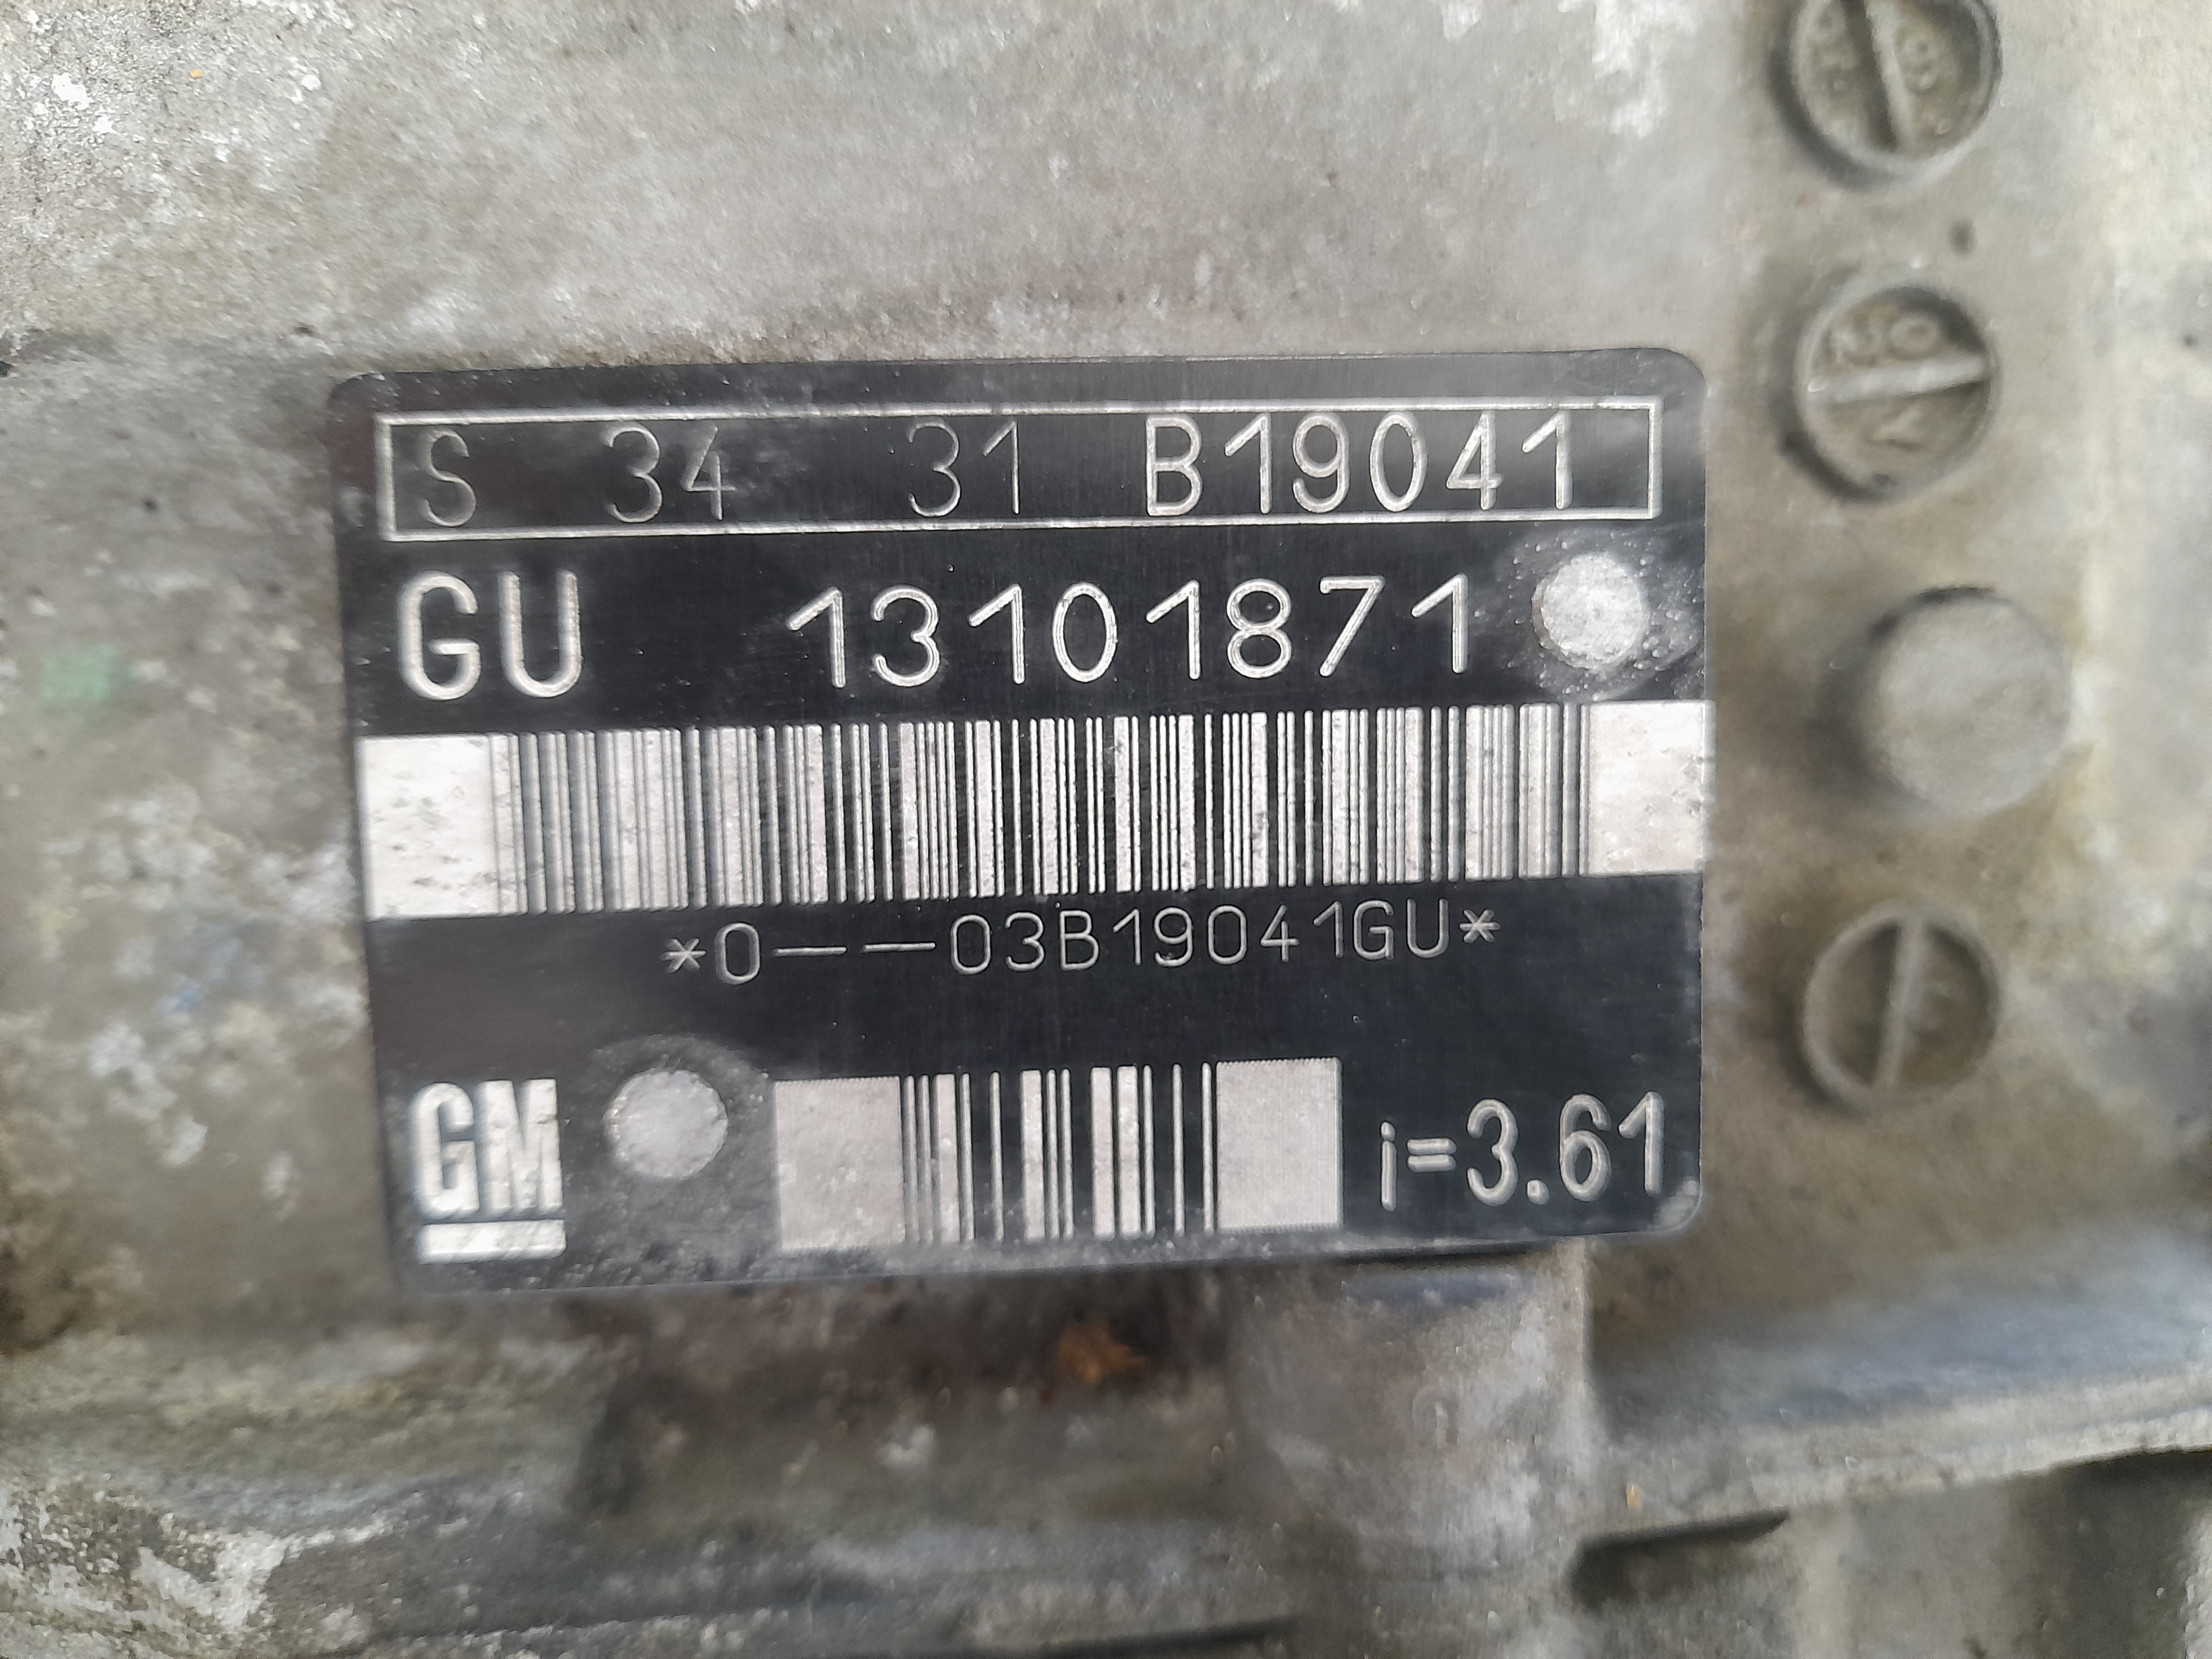 S 34 31 B19041
GU 13101871
*0--03B19041GU*
GM i=3.61